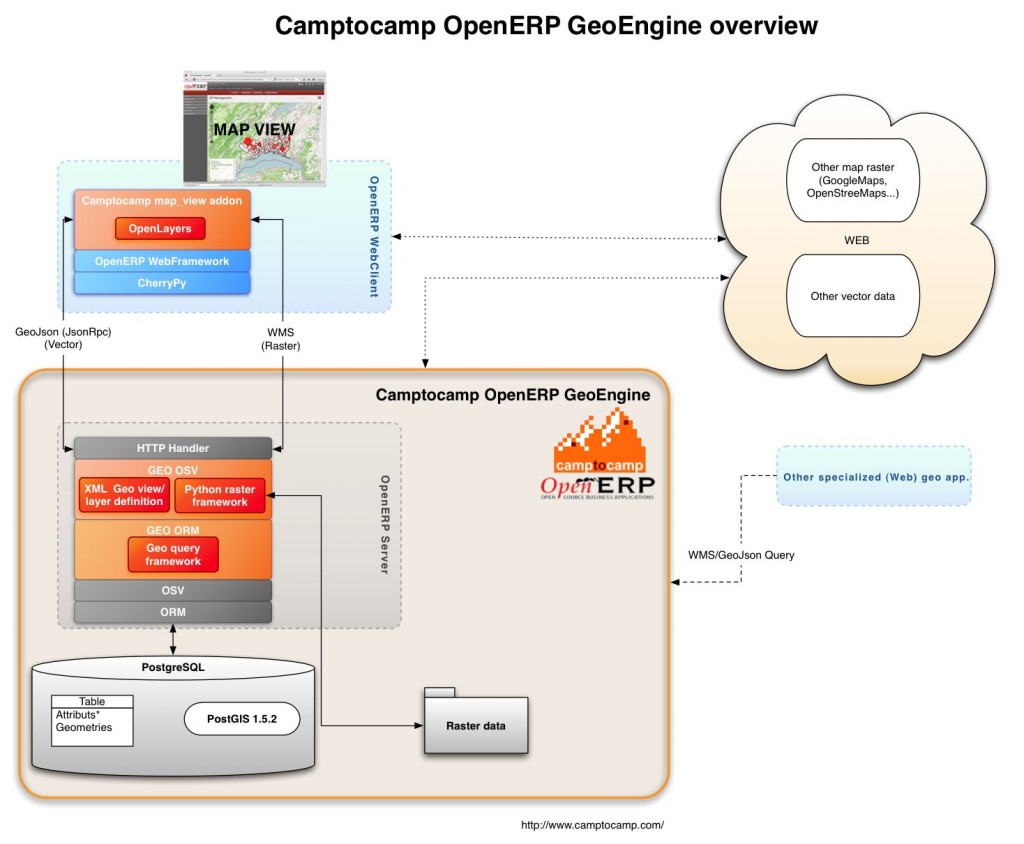 Camptocamp OpenERP GeoEngine overview
MAP VIEW
Camptocamp map_view addon
OpenLayers
OpenERP WebFramework
CherryPy
OpenERP WebClient
Other map raster
(GoogleMaps,
OpenStreeMaps...)
WEB
Other vector data
GeoJson (JsonRpc)
(Vector)
WMS
(Raster)
Camptocamp OpenERP GeoEngine
camptocamp
Open ERP
OPEN SOURCE BUSINESS APPLICATIONS
HTTP Handler
GEO OSV
XML Geo view/
layer definition
Python raster
framework
GEO ORM
Geo query
framework
OSV
ORM
OpenERP Server
Other specialized (Web) geo app.
WMS/GeoJson Query
PostgreSQL
Table
Attributs*
Geometries
PostGIS 1.5.2
Raster data
http://www.camptocamp.com/